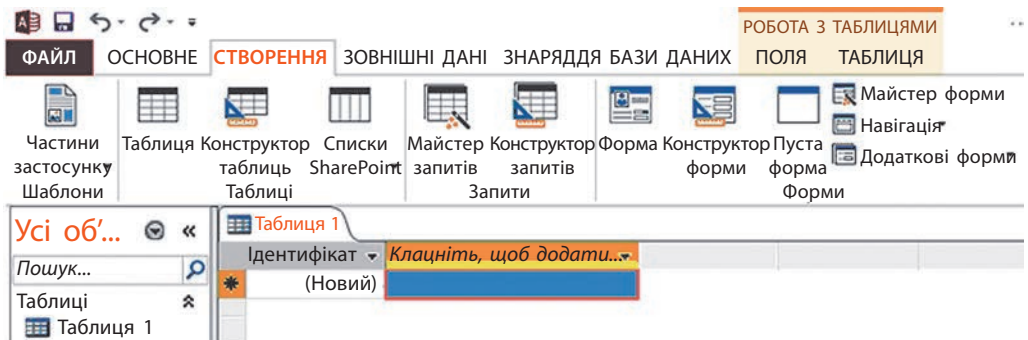 РОБОТА З ТАБЛИЦЯМИ
ФАЙЛ ОСНОВНЕ СТВОРЕННЯ ЗОВНІШНІ ДАНІ ЗНАРЯДДЯ БАЗИ ДАНИХ ПОЛЯ ТАБЛИЦЯ
Частини застосунку
Шаблони
Таблиця
Конструктор таблиць
Списки SharePoint
Таблиці
Майстер запитів
Конструктор запитів
Запити
Форма
Конструктор форми
Пуста форма
Майстер форми
Навігація
Додаткові форми
Форми
Усі об’...
Пошук...
Таблиці
Таблиця 1
Таблиця 1
Ідентифікат Клацніть, щоб додати...
(Новий)